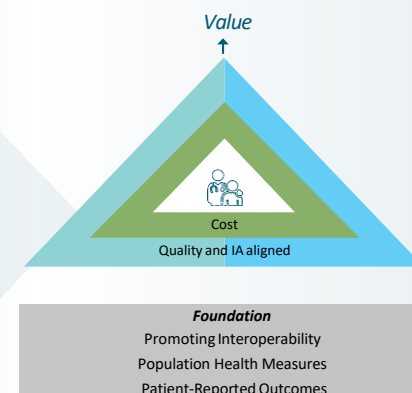 Value
Cost
Quality and IA aligned
Foundation
Promoting Interoperability
Population Health Measures
Patient-Reported Outcomes